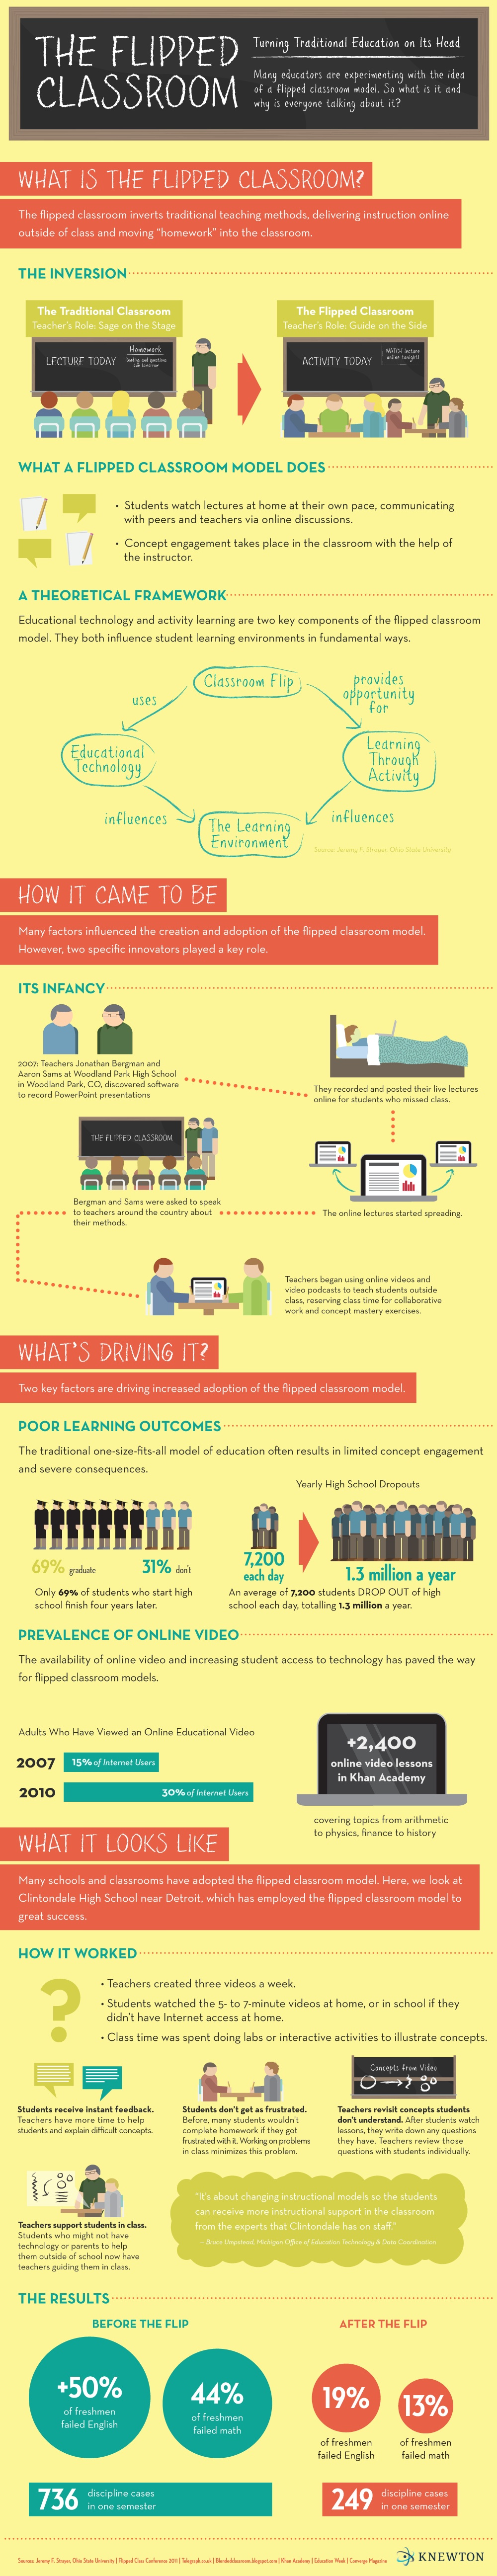 THE FLIPPED
CLASSROOM
Turning Traditional Education on Its Head
Many educators are experimenting with the idea
of a flipped classroom model. So what is it and
why is everyone talking about it?
WHAT IS THE FLIPPED CLASSROOM?
The flipped classroom inverts traditional teaching methods, delivering instruction online
outside of class and moving “homework” into the classroom.
THE INVERSION
The Traditional Classroom
Teacher's Role: Sage on the Stage
LECTURE TODAY
Homework
Reading and questions
due tomorrow
The Flipped Classroom
Teacher's Role: Guide on the Side
ACTIVITY TODAY
WATCH lecture
online tonight!
WHAT A FLIPPED CLASSROOM MODEL DOES
• Students watch lectures at home at their own pace, communicating
with peers and teachers via online discussions.
• Concept engagement takes place in the classroom with the help of
the instructor.
A THEORETICAL FRAMEWORK
Educational technology and activity learning are two key components of the flipped classroom
model. They both influence student learning environments in fundamental ways.
Classroom Flip
uses
provides
opportunity
for
Educational
Technology
Learning
Through
Activity
influences
influences
The Learning
Environment
Source: Jeremy F. Strayer, Ohio State University
HOW IT CAME TO BE
Many factors influenced the creation and adoption of the flipped classroom model.
However, two specific innovators played a key role.
ITS INFANCY
2007: Teachers Jonathan Bergman and
Aaron Sams at Woodland Park High School
in Woodland Park, CO, discovered software
to record PowerPoint presentations
They recorded and posted their live lectures
online for students who missed class.
THE FLIPPED CLASSROOM
Bergman and Sams were asked to speak
to teachers around the country about
their methods.
The online lectures started spreading.
Teachers began using online videos and
video podcasts to teach students outside
class, reserving class time for collaborative
work and concept mastery exercises.
WHAT'S DRIVING IT?
Two key factors are driving increased adoption of the flipped classroom model.
POOR LEARNING OUTCOMES
The traditional one-size-fits-all model of education often results in limited concept engagement
and severe consequences.
Yearly High School Dropouts
69% graduate
31% don't
7,200
each day
1.3 million a year
Only 69% of students who start high
school finish four years later.
An average of 7,200 students DROP OUT of high
school each day, totalling 1.3 million a year.
PREVALENCE OF ONLINE VIDEO
The availability of online video and increasing student access to technology has paved the way
for flipped classroom models.
Adults Who Have Viewed an Online Educational Video
2007 15% of Internet Users
2010 30% of Internet Users
+2,400
online video lessons
in Khan Academy
covering topics from arithmetic
to physics, finance to history
WHAT IT LOOKS LIKE
Many schools and classrooms have adopted the flipped classroom model. Here, we look at
Clintondale High School near Detroit, which has employed the flipped classroom model to
great success.
HOW IT WORKED
?
• Teachers created three videos a week.
• Students watched the 5- to 7-minute videos at home, or in school if they
didn't have Internet access at home.
• Class time was spent doing labs or interactive activities to illustrate concepts.
Concepts from Video
Students receive instant feedback.
Teachers have more time to help
students and explain difficult concepts.
Students don't get as frustrated.
Before, many students wouldn't
complete homework if they got
frustrated with it. Working on problems
in class minimizes this problem.
Teachers revisit concepts students
don't understand. After students watch
lessons, they write down any questions
they have. Teachers review those
questions with students individually.
Teachers support students in class.
Students who might not have
technology or parents to help
them outside of school now have
teachers guiding them in class.
"It's about changing instructional models so the students
can receive more instructional support in the classroom
from the experts that Clintondale has on staff."
– Bruce Umpstead, Michigan Office of Education Technology & Data Coordination
THE RESULTS
BEFORE THE FLIP
AFTER THE FLIP
+50%
of freshmen
failed English
44%
of freshmen
failed math
19%
of freshmen
failed English
13%
of freshmen
failed math
736 discipline cases
in one semester
249 discipline cases
in one semester
Sources: Jeremy F. Strayer, Ohio State University | Flipped Class Conference 2011 | Telegraph.co.uk | Blendedclassroom.blogspot.com | Khan Academy | Education Week | Converge Magazine
KNEWTON